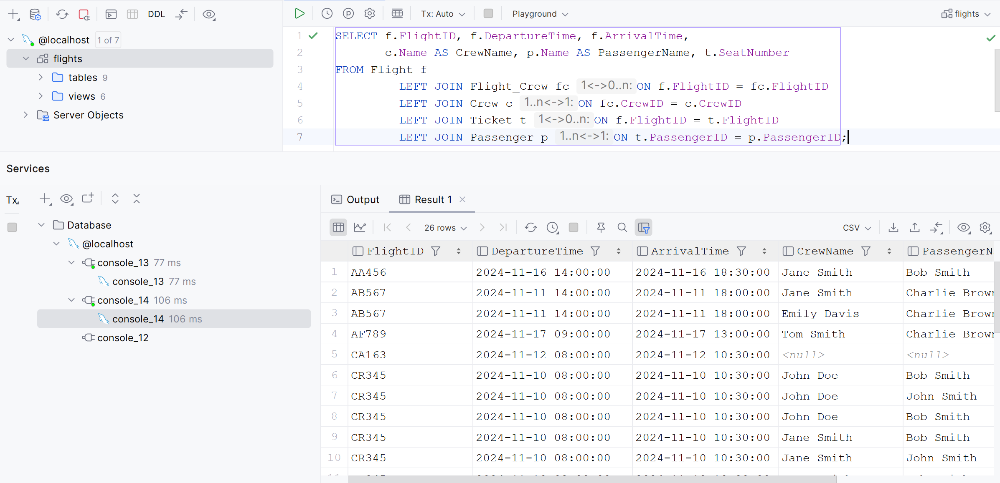 DDL
Tx: Auto
Playground
flights
@localhost 1 of 7
flights
tables 9
views 6
Server Objects
1 SELECT f.FlightID, f.DepartureTime, f.ArrivalTime,
2 c.Name AS CrewName, p.Name AS PassengerName, t.SeatNumber
3 FROM Flight f
4 LEFT JOIN Flight_Crew fc 1<->0..n: ON f.FlightID = fc.FlightID
5 LEFT JOIN Crew c 1..n<->1: ON fc.CrewID = c.CrewID
6 LEFT JOIN Ticket t 1<->0..n: ON f.FlightID = t.FlightID
7 LEFT JOIN Passenger p 1..n<->1: ON t.PassengerID = p.PassengerID;
Services
Tx
Database
@localhost
console_13 77 ms
console_13 77 ms
console_14 106 ms
console_14 106 ms
console_12
Output Result 1
26 rows CSV
FlightID DepartureTime ArrivalTime CrewName PassengerNa
1 AA456 2024-11-16 14:00:00 2024-11-16 18:30:00 Jane Smith Bob Smith
2 AB567 2024-11-11 14:00:00 2024-11-11 18:00:00 Jane Smith Charlie Brown
3 AB567 2024-11-11 14:00:00 2024-11-11 18:00:00 Emily Davis Charlie Brown
4 AF789 2024-11-17 09:00:00 2024-11-17 13:00:00 Tom Smith Charlie Brown
5 CA163 2024-11-12 08:00:00 2024-11-12 10:30:00 <null> <null>
6 CR345 2024-11-10 08:00:00 2024-11-10 10:30:00 John Doe Bob Smith
7 CR345 2024-11-10 08:00:00 2024-11-10 10:30:00 John Doe John Smith
8 CR345 2024-11-10 08:00:00 2024-11-10 10:30:00 John Doe Bob Smith
9 CR345 2024-11-10 08:00:00 2024-11-10 10:30:00 Jane Smith Bob Smith
10 CR345 2024-11-10 08:00:00 2024-11-10 10:30:00 Jane Smith John Smith